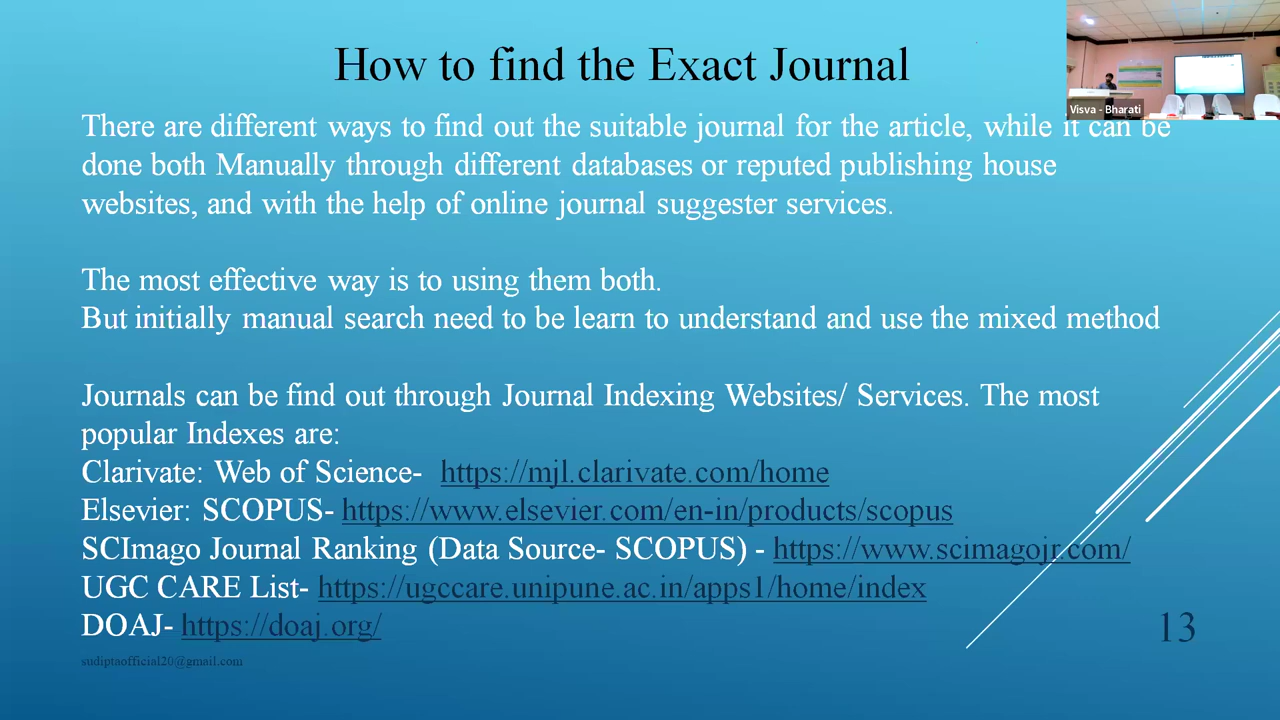 How to find the Exact Journal
Visva - Bharati
There are different ways to find out the suitable journal for the article, while it can be
done both Manually through different databases or reputed publishing house
websites, and with the help of online journal suggester services.
The most effective way is to using them both.
But initially manual search need to be learn to understand and use the mixed method
Journals can be find out through Journal Indexing Websites/ Services. The most
popular Indexes are:
Clarivate: Web of Science- https://mjl.clarivate.com/home
Elsevier: SCOPUS- https://www.elsevier.com/en-in/products/scopus
SCImago Journal Ranking (Data Source- SCOPUS) - https://www.scimagojr.com/
UGC CARE List- https://ugccare.unipune.ac.in/apps1/home/index
DOAJ- https://doaj.org/
13
sudiptaofficial20@gmail.com